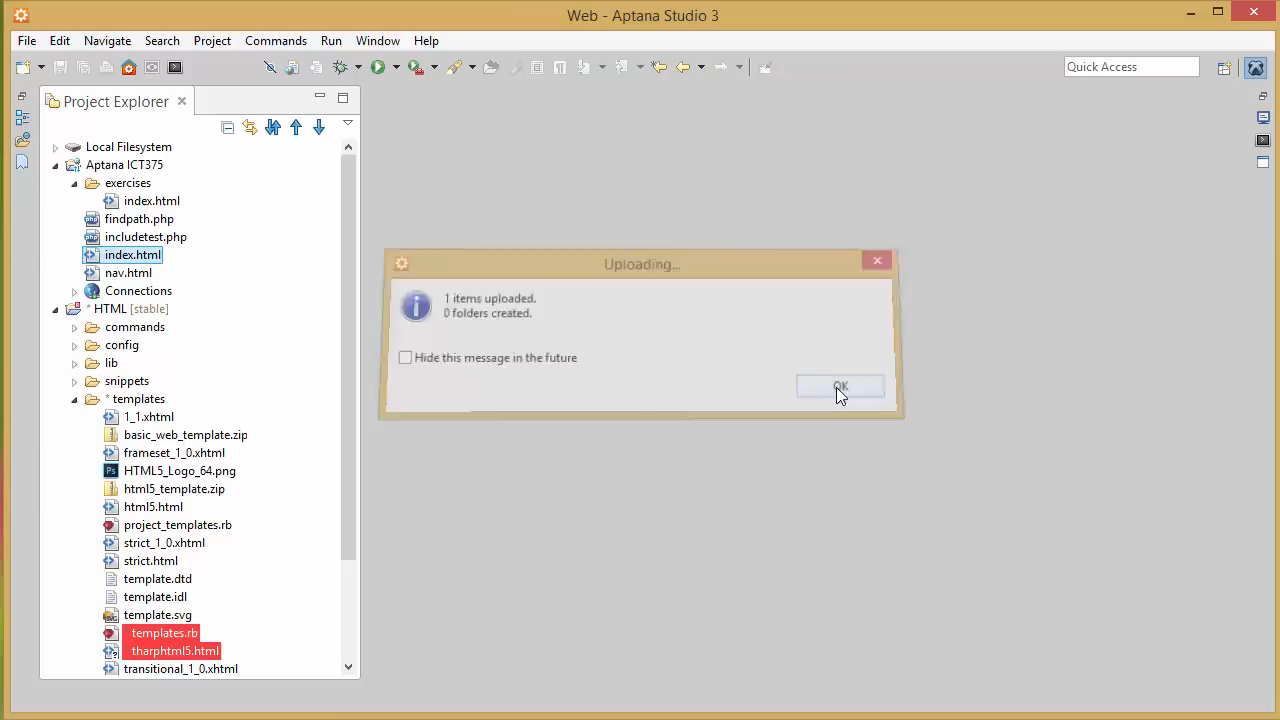 Web - Aptana Studio 3
File Edit Navigate Search Project Commands Run Window Help
Quick Access
Project Explorer
Local Filesystem
Aptana ICT375
exercises
index.html
findpath.php
includetest.php
index.html
nav.html
Connections
* HTML [stable]
commands
config
lib
snippets
* templates
1_1.xhtml
basic_web_template.zip
frameset_1_0.xhtml
HTML5_Logo_64.png
html5_template.zip
html5.html
project_templates.rb
strict_1_0.xhtml
strict.html
template.dtd
template.idl
template.svg
templates.rb
tharphtml5.html
transitional_1_0.xhtml
Uploading...
1 items uploaded.
0 folders created.
Hide this message in the future
OK